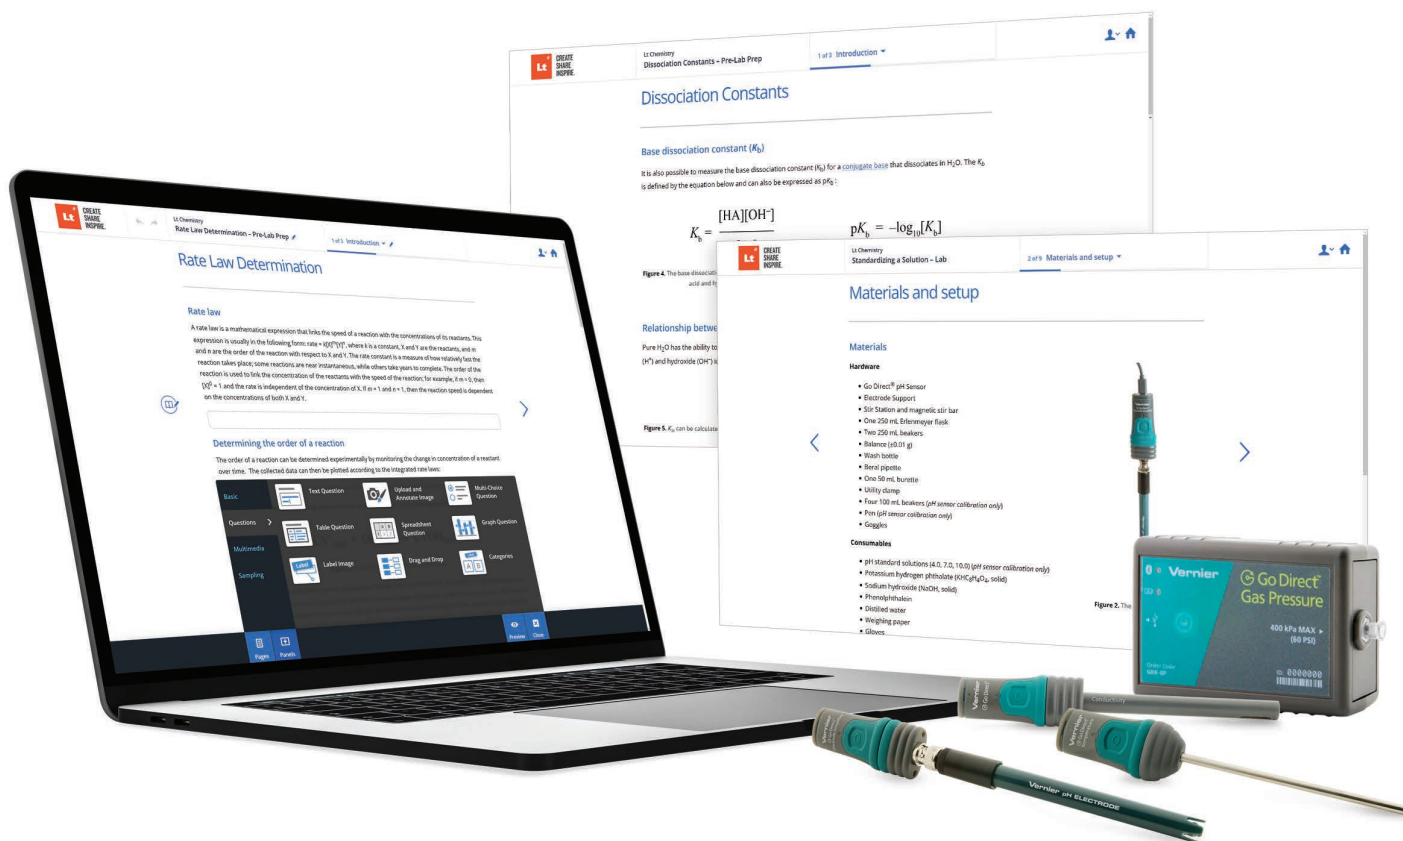 Lt
CREATE
SHARE
INSPIRE.
Lt Chemistry
Dissociation Constants – Pre-Lab Prep
1 of 3 Introduction
Dissociation Constants
Base dissociation constant (Kb)
It is also possible to measure the base dissociation constant (Kb) for a conjugate base that dissociates in H2O. The Kb
is defined by the equation below and can also be expressed as pKb :
Kb = [HA][OH⁻]
pKb = −log10[Kb]
Figure 4. The base dissociati
acid and h
Relationship betwe
Pure H2O has the ability to
(H⁺) and hydroxide (OH⁻) i
Figure 5. can be calculate
Lt
CREATE
SHARE
INSPIRE.
Lt Chemistry
Rate Law Determination – Pre-Lab Prep
1 of 3 Introduction
Rate Law Determination
Rate law
A rate law is a mathematical expression that links the speed of a reaction with the concentrations of its reactants. This
expression is usually in the following form: rate = k[X]ᵐ[Y]ⁿ, where k is a constant, X and Y are the reactants, and m
and n are the order of the reaction with respect to X and Y. The rate constant is a measure of how relatively fast the
reaction takes place; some reactions are near instantaneous, while others take years to complete. The order of the
reaction is used to link the concentration of the reactants with the speed of the reaction; for example, if m = 0, then
[X]⁰ = 1 and the rate is independent of the concentration of X. If m = 1 and n = 1, then the reaction speed is dependent
on the concentrations of both X and Y.
Determining the order of a reaction
The order of a reaction can be determined experimentally by monitoring the change in concentration of a reactant
over time. The collected data can then be plotted according to the integrated rate laws:
Basic
Questions
Multimedia
Sampling
Text Question
Upload and
Annotate Image
Multi-Choice
Question
Table Question
Spreadsheet
Question
Graph Question
Label
Label Image
Drag and Drop
A B
Categories
Pages
Panels
Preview
Close
Lt
CREATE
SHARE
INSPIRE.
Lt Chemistry
Standardizing a Solution – Lab
2 of 9 Materials and setup
Materials and setup
Materials
Hardware
• Go Direct® pH Sensor
• Electrode Support
• Stir Station and magnetic stir bar
• One 250 mL Erlenmeyer flask
• Two 250 mL beakers
• Balance (±0.01 g)
• Wash bottle
• Beral pipette
• One 50 mL burette
• Utility clamp
• Four 100 mL beakers (pH sensor calibration only)
• Pen (pH sensor calibration only)
• Goggles
Consumables
• pH standard solutions (4.0, 7.0, 10.0) (pH sensor calibration only)
• Potassium hydrogen phthalate (KHC8H4O4, solid)
• Sodium hydroxide (NaOH, solid)
• Phenolphthalein
• Distilled water
• Weighing paper
• Gloves
Figure 2. The
Vernier
Vernier
Go Direct™
Gas Pressure
400 kPa MAX
(60 PSI)
Order Code
GDX-GP
ID: 0000000
Vernier
Go Direct
Conductivity
Vernier
Go Direct
Vernier
Go Direct
Temperature
Vernier pH ELECTRODE